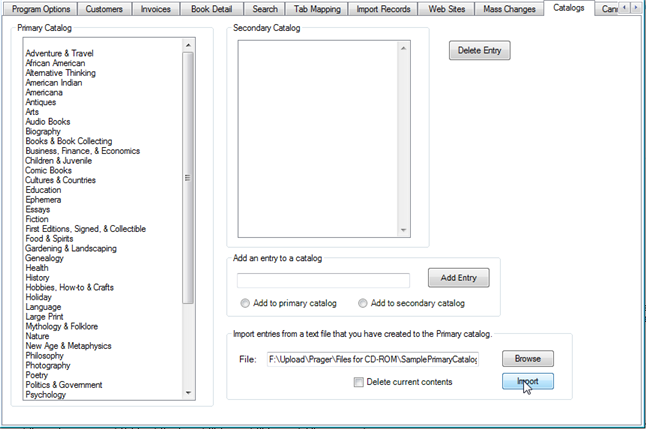 Program Options Customers Invoices Book Detail Search Tab Mapping Import Records Web Sites Mass Changes Catalogs
Primary Catalog
Adventure & Travel
African American
Alternative Thinking
American Indian
Americana
Antiques
Arts
Audio Books
Biography
Books & Book Collecting
Business, Finance, & Economics
Children & Juvenile
Comic Books
Cultures & Countries
Education
Ephemera
Essays
Fiction
First Editions, Signed, & Collectible
Food & Spirits
Gardening & Landscaping
Genealogy
Health
History
Hobbies, How-to & Crafts
Holiday
Language
Large Print
Mythology & Folklore
Nature
New Age & Metaphysics
Philosophy
Photography
Poetry
Politics & Government
Psychology
Secondary Catalog
Delete Entry
Add an entry to a catalog
Add Entry
Add to primary catalog Add to secondary catalog
Import entries from a text file that you have created to the Primary catalog.
File: F:\Upload\Prager\Files for CD-ROM\SamplePrimaryCatalog Browse
Delete current contents Import